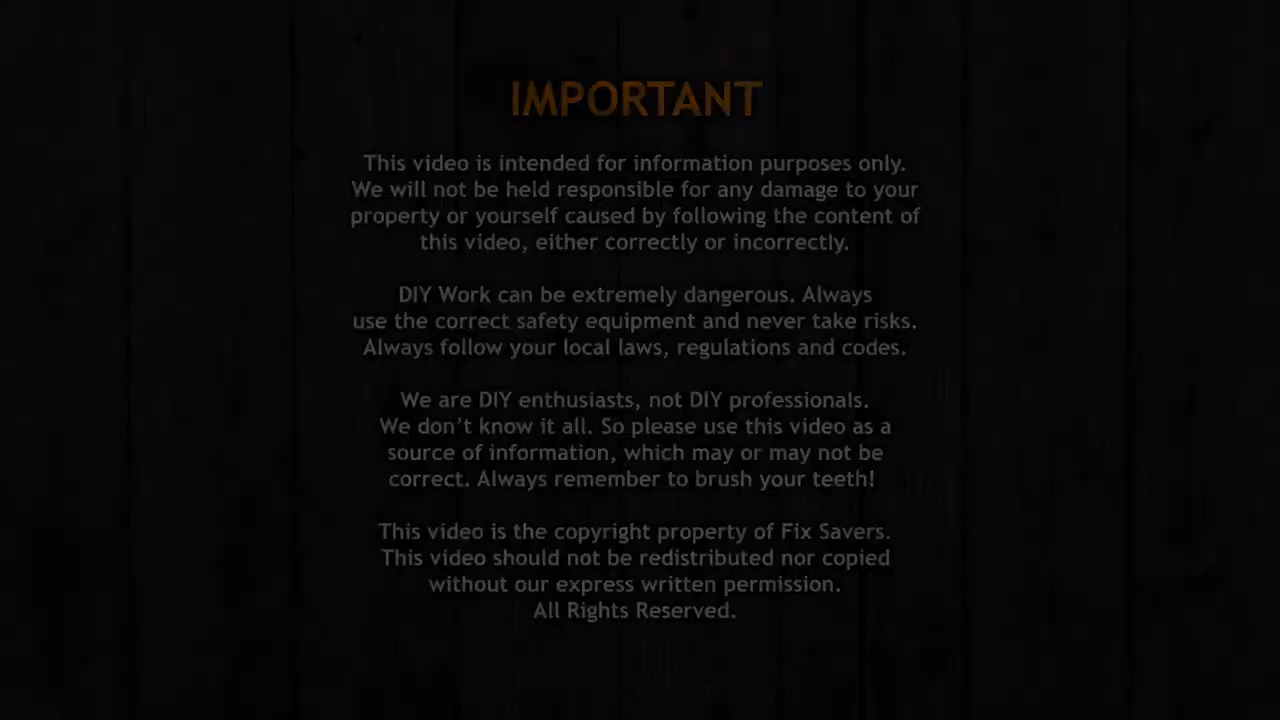 IMPORTANT
This video is intended for information purposes only.
We will not be held responsible for any damage to your
property or yourself caused by following the content of
this video, either correctly or incorrectly.
DIY Work can be extremely dangerous. Always
use the correct safety equipment and never take risks.
Always follow your local laws, regulations and codes.
We are DIY enthusiasts, not DIY professionals.
We don't know it all. So please use this video as a
source of information, which may or may not be
correct. Always remember to brush your teeth!
This video is the copyright property of Fix Savers.
This video should not be redistributed nor copied
without our express written permission.
All Rights Reserved.